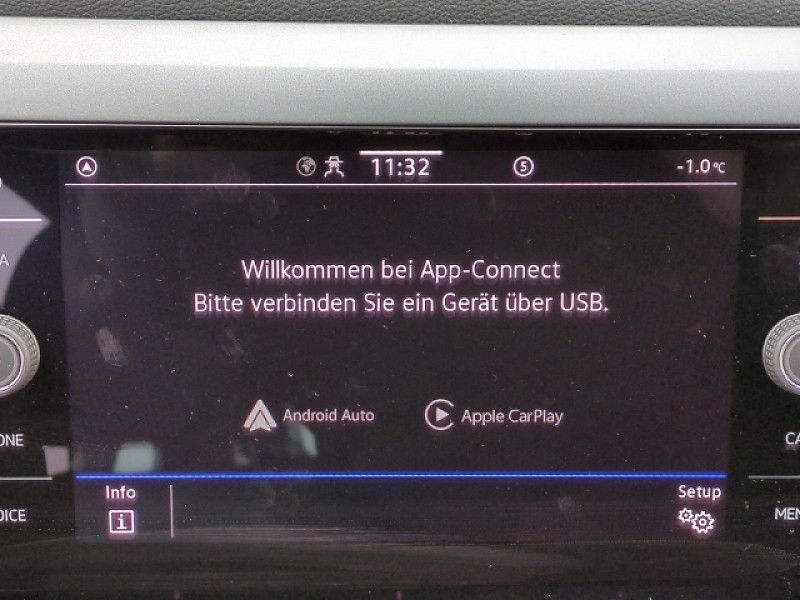 11:32
5
-1.0°C
Willkommen bei App-Connect
Bitte verbinden Sie ein Gerät über USB.
Android Auto
Apple CarPlay
Info
i
Setup